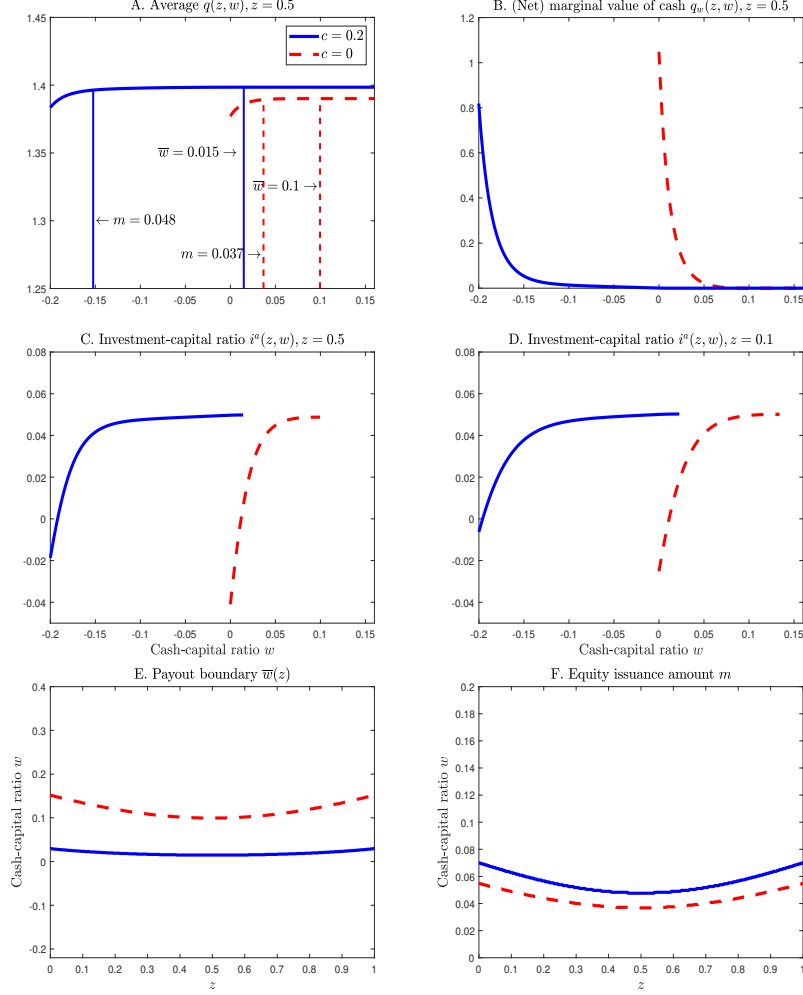 A. Average q(z, w), z = 0.5
1.45
1.4
1.35
1.3
1.25
c = 0.2
c = 0
w̅ = 0.015 →
w̅ = 0.1 →
← m = 0.048
m = 0.037 →
-0.2 -0.15 -0.1 -0.05 0 0.05 0.1 0.15
B. (Net) marginal value of cash q_w(z, w), z = 0.5
1.2
1
0.8
0.6
0.4
0.2
0
-0.2 -0.15 -0.1 -0.05 0 0.05 0.1 0.15
C. Investment-capital ratio i^a(z, w), z = 0.5
0.08
0.06
0.04
0.02
0
-0.02
-0.04
-0.2 -0.15 -0.1 -0.05 0 0.05 0.1 0.15
Cash-capital ratio w
D. Investment-capital ratio i^a(z, w), z = 0.1
0.08
0.06
0.04
0.02
0
-0.02
-0.04
-0.2 -0.15 -0.1 -0.05 0 0.05 0.1 0.15
Cash-capital ratio w
E. Payout boundary w̅(z)
Cash-capital ratio w
0.4
0.3
0.2
0.1
0
-0.1
-0.2
0 0.1 0.2 0.3 0.4 0.5 0.6 0.7 0.8 0.9 1
z
F. Equity issuance amount m
Cash-capital ratio w
0.2
0.18
0.16
0.14
0.12
0.1
0.08
0.06
0.04
0.02
0
0 0.1 0.2 0.3 0.4 0.5 0.6 0.7 0.8 0.9 1
z